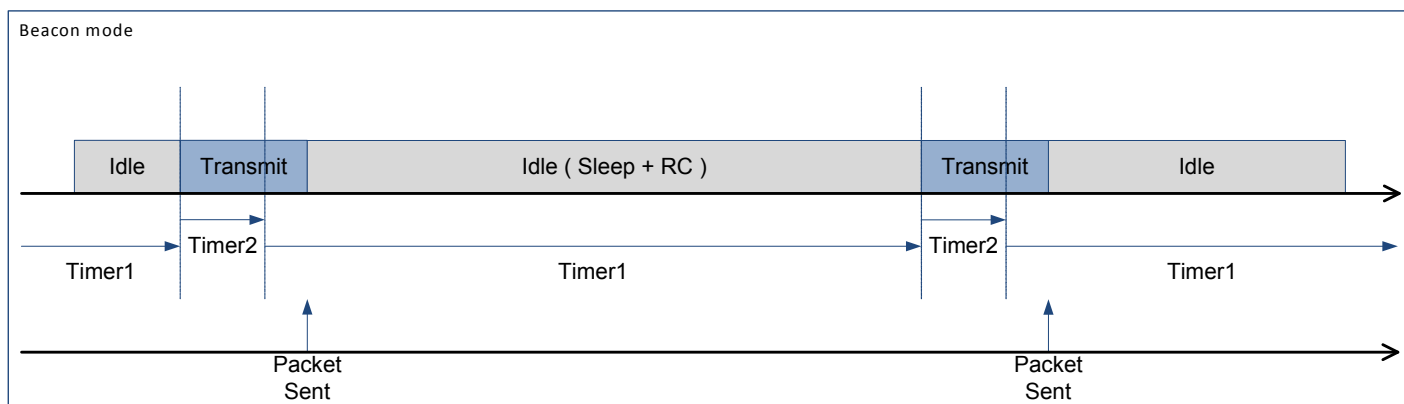 Beacon mode
Idle
Transmit
Idle ( Sleep + RC )
Transmit
Idle
Timer2
Timer2
Timer1
Timer1
Timer1
Packet
Sent
Packet
Sent